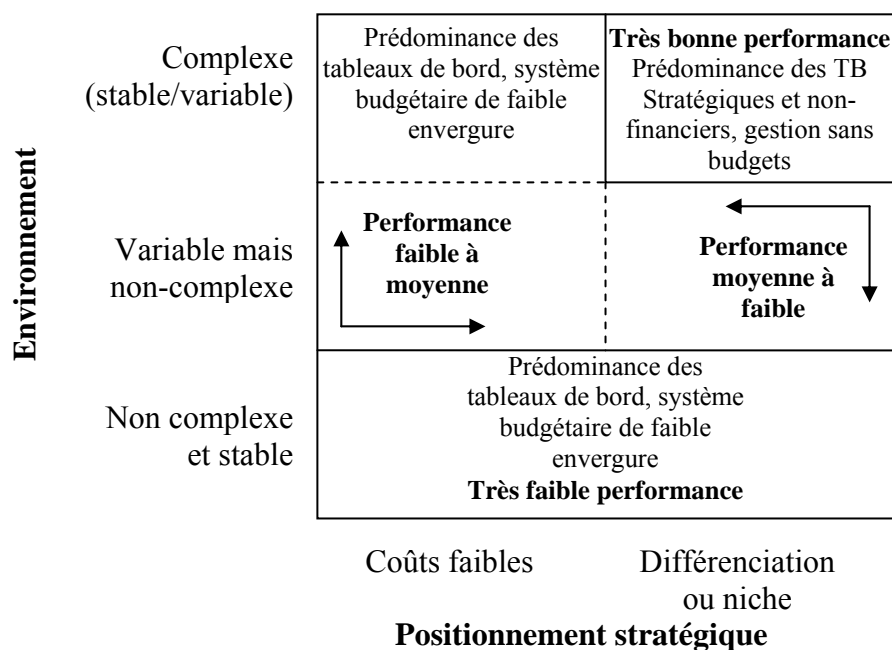 Environnement
Complexe
(stable/variable)
Prédominance des
tableaux de bord, système
budgétaire de faible
envergure
Très bonne performance
Prédominance des TB
Stratégiques et non-
financiers, gestion sans
budgets
Variable mais
non-complexe
Performance
faible à
moyenne
Performance
moyenne à
faible
Non complexe
et stable
Prédominance des
tableaux de bord, système
budgétaire de faible
envergure
Très faible performance
Coûts faibles
Différenciation
ou niche
Positionnement stratégique